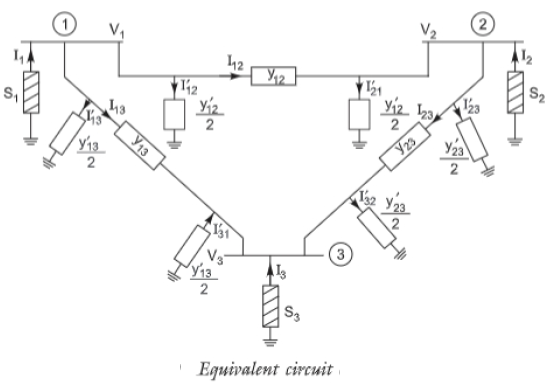 1 V₁ V₂ 2
I₁ I₁₂ y₁₂ I₂
S₁ I′₁₂ I′₂₁ S₂
I′₁₃ I₁₃ y′₁₂/2 y′₁₂/2 I₂₃ I′₂₃
y′₁₃/2 y₁₃ y₂₃ y′₂₃/2
I′₃₁ I′₃₂ y′₂₃/2
V₃ 3
y′₁₃/2 I₃
S₃
Equivalent circuit